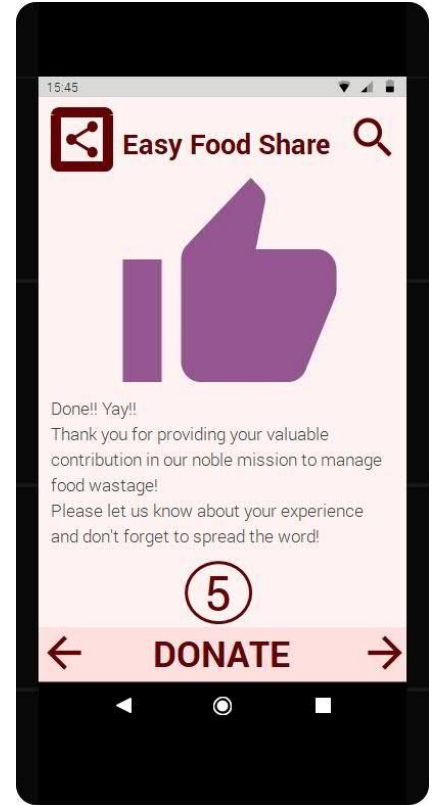 15:45
Easy Food Share
Done!! Yay!!
Thank you for providing your valuable
contribution in our noble mission to manage
food wastage!
Please let us know about your experience
and don't forget to spread the word!
5
DONATE